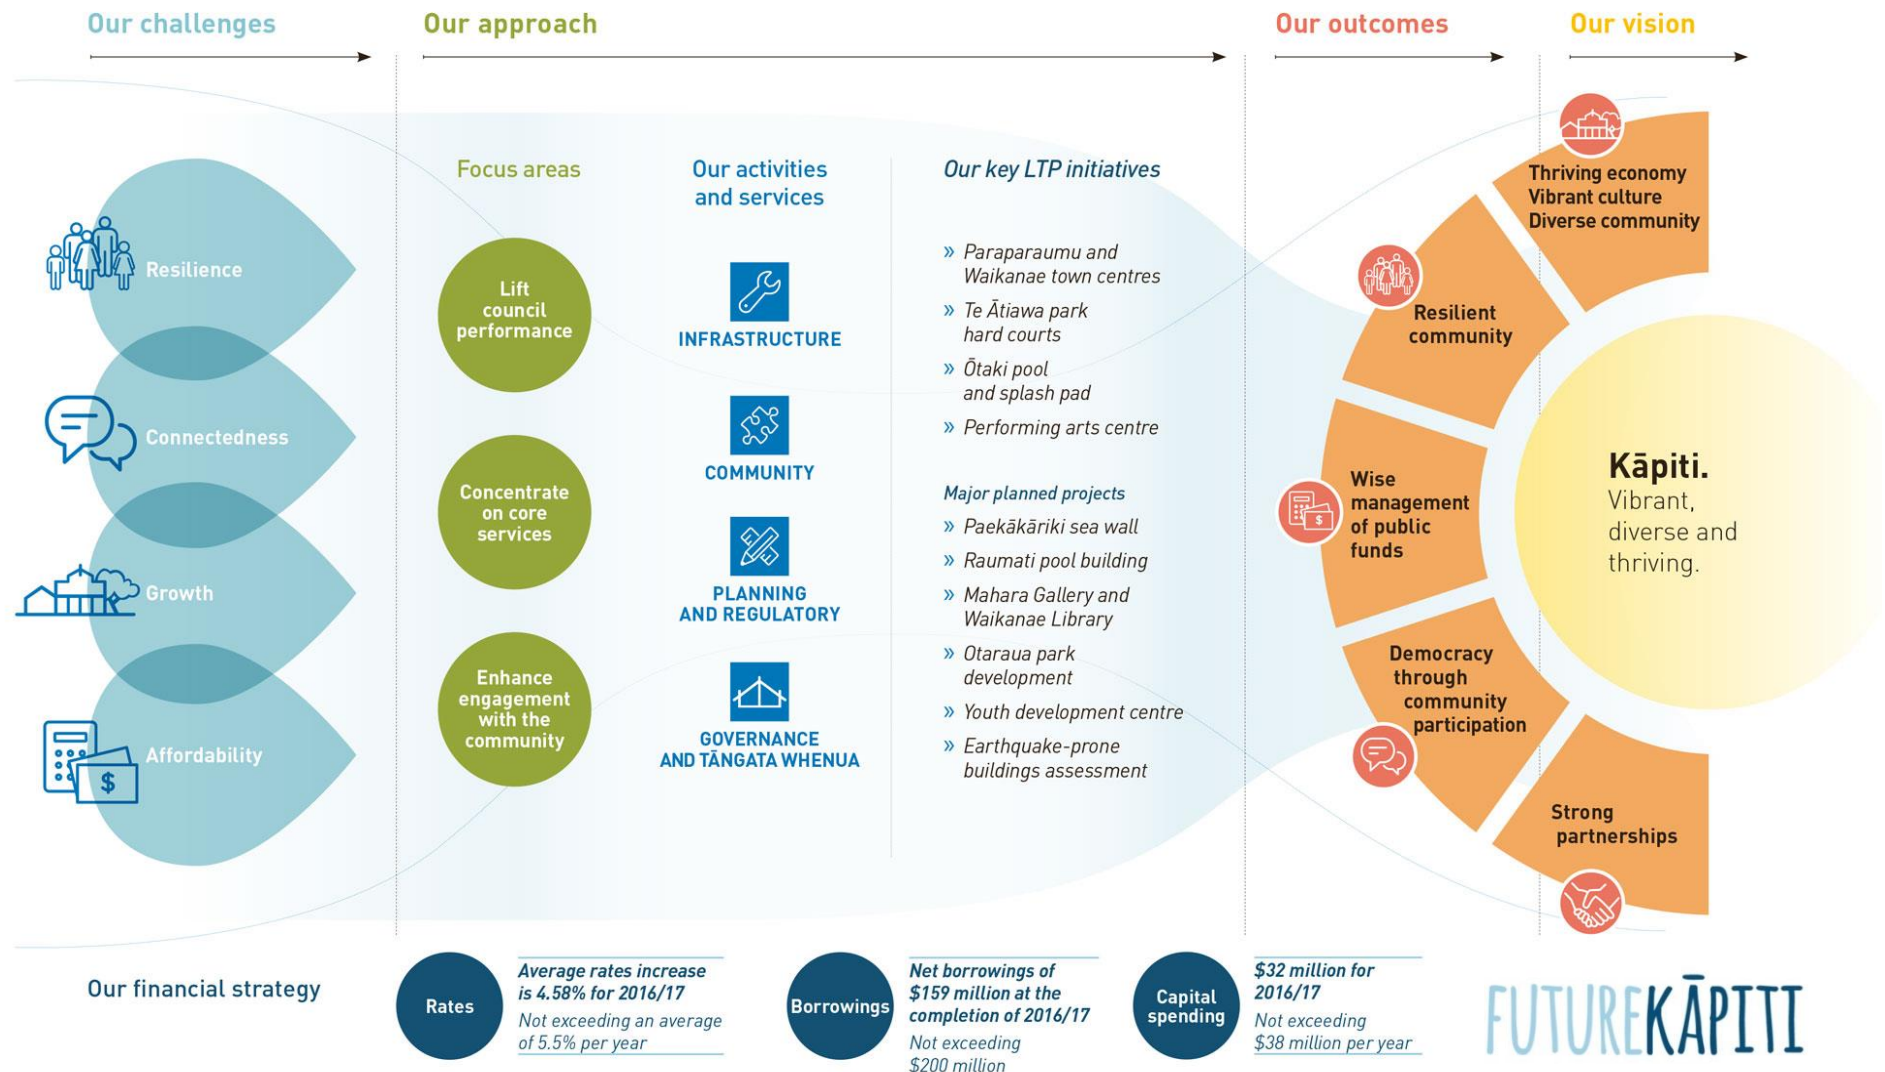 Our challenges
Our approach
Our outcomes
Our vision
Resilience
Connectedness
Growth
Affordability
$
Focus areas
Lift
council
performance
Concentrate
on core
services
Enhance
engagement
with the
community
Our activities
and services
INFRASTRUCTURE
COMMUNITY
PLANNING
AND REGULATORY
GOVERNANCE
AND TĀNGATA WHENUA
Our key LTP initiatives
» Paraparaumu and
Waikanae town centres
» Te Ātiawa park
hard courts
» Ōtaki pool
and splash pad
» Performing arts centre
Major planned projects
» Paekākāriki sea wall
» Raumati pool building
» Mahara Gallery and
Waikanae Library
» Otaraua park
development
» Youth development centre
» Earthquake-prone
buildings assessment
Thriving economy
Vibrant culture
Diverse community
Resilient
community
Wise
management
of public
funds
$
Democracy
through
community
participation
Strong
partnerships
Kāpiti.
Vibrant,
diverse and
thriving.
Our financial strategy
Rates
Average rates increase
is 4.58% for 2016/17
Not exceeding an average
of 5.5% per year
Borrowings
Net borrowings of
$159 million at the
completion of 2016/17
Not exceeding
$200 million
Capital
spending
$32 million for
2016/17
Not exceeding
$38 million per year
FUTUREKĀPITI